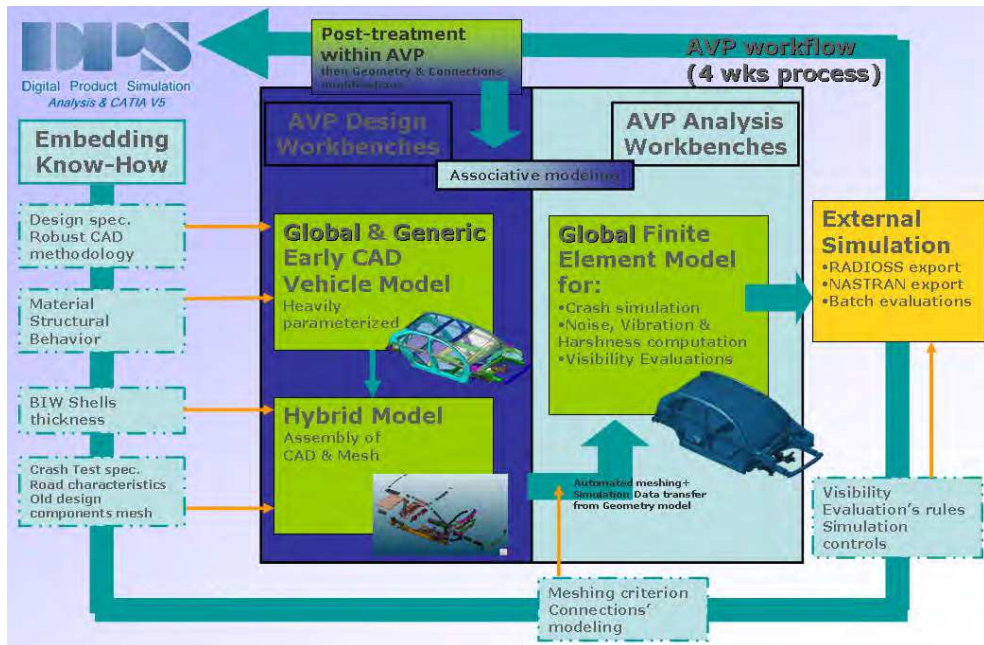 DPS
Digital Product Simulation
Analysis & CATIA V5
Post-treatment
within AVP
then Geometry & Connections
modifications
AVP workflow
(4 wks process)
Embedding
Know-How
AVP Design
Workbenches
AVP Analysis
Workbenches
Associative modeling
Design spec.
Robust CAD
methodology
Material
Structural
Behavior
BIW Shells
thickness
Crash Test spec.
Road characteristics
Old design
components mesh
Global & Generic
Early CAD
Vehicle Model
Heavily
parameterized
Hybrid Model
Assembly of
CAD & Mesh
Global Finite
Element Model
for:
•Crash simulation
•Noise, Vibration &
Harshness computation
•Visibility Evaluations
Automated meshing+
Simulation Data transfer
from Geometry model
External
Simulation
•RADIOSS export
•NASTRAN export
•Batch evaluations
Visibility
Evaluation's rules
Simulation
controls
Meshing criterion
Connections'
modeling